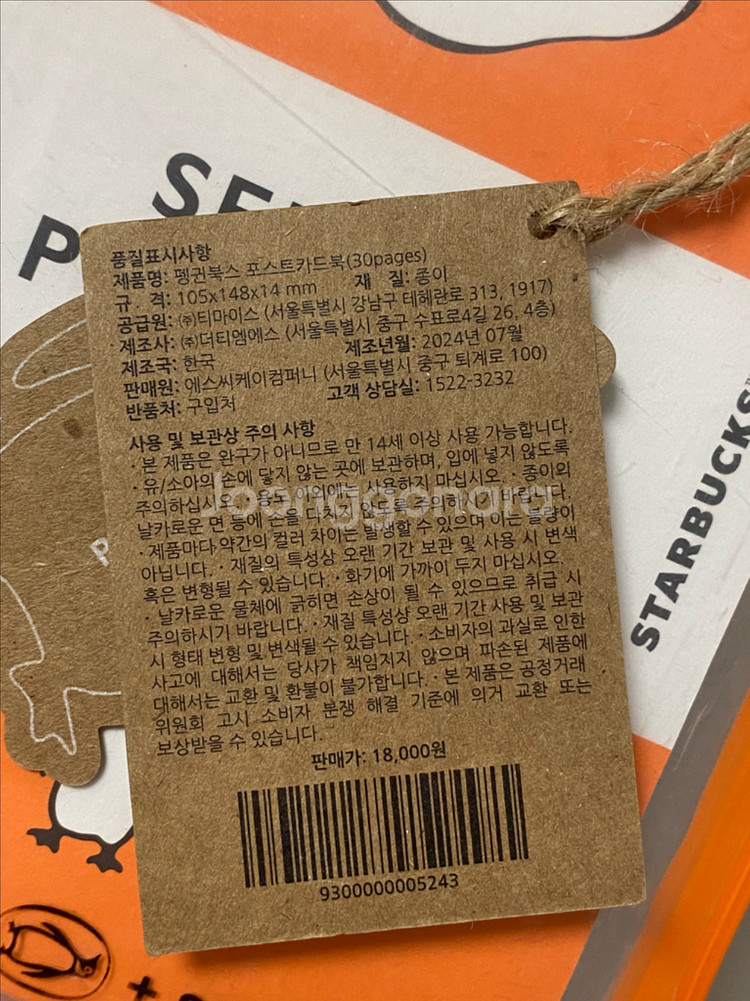 SE
P
STARBUCKS
품질표시사항
제품명: 펭귄북스 포스트카드북(30pages)
규 격: 105x148x14 mm 재 질: 종이
공급원: ㈜티마이스 (서울특별시 강남구 테헤란로 313, 1917)
제조사: ㈜더티엠에스 (서울특별시 중구 수표로4길 26, 4층)
제조국: 한국 제조년월: 2024년 07월
판매원: 에스씨케이컴퍼니 (서울특별시 중구 퇴계로 100)
반품처: 구입처 고객 상담실: 1522-3232
사용 및 보관상 주의 사항
· 본 제품은 완구가 아니므로 만 14세 이상 사용 가능합니다.
· 유/소아의 손에 닿지 않는 곳에 보관하며, 입에 넣지 않도록
주의하십시오. · 용도 이외에는 사용하지 마십시오. · 종이의
날카로운 면 등에 손을 다치지 않도록 주의하시기 바랍니다.
· 제품마다 약간의 컬러 차이는 발생할 수 있으며 이는 불량이
아닙니다. · 재질의 특성상 오랜 기간 보관 및 사용 시 변색
혹은 변형될 수 있습니다. · 화기에 가까이 두지 마십시오.
· 날카로운 물체에 긁히면 손상이 될 수 있으므로 취급 시
주의하시기 바랍니다. · 재질 특성상 오랜 기간 사용 및 보관
시 형태 변형 및 변색될 수 있습니다. · 소비자의 과실로 인한
사고에 대해서는 당사가 책임지지 않으며 파손된 제품에
대해서는 교환 및 환불이 불가합니다. · 본 제품은 공정거래
위원회 고시 소비자 분쟁 해결 기준에 의거 교환 또는
보상받을 수 있습니다.
판매가: 18,000원
9300000005243
Joonggonara
P